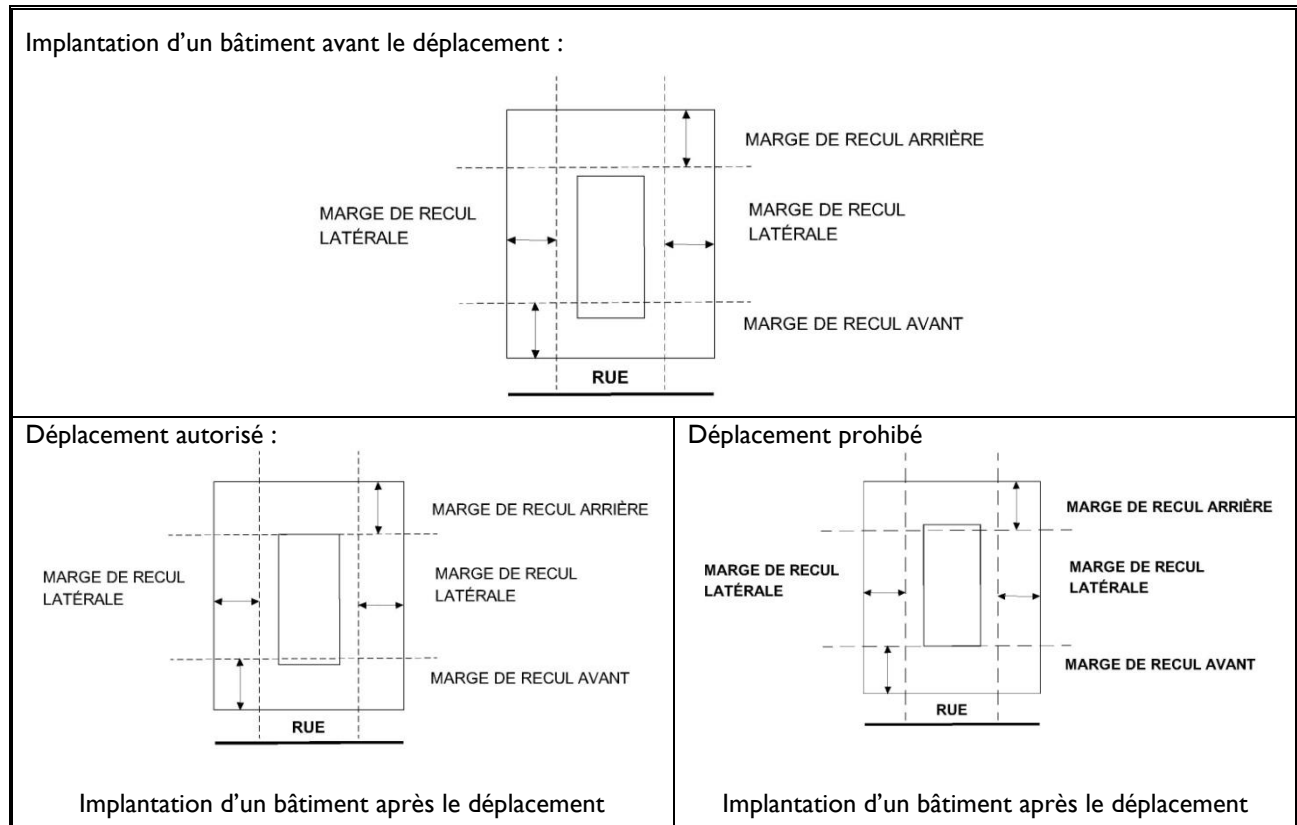 Implantation d’un bâtiment avant le déplacement :
MARGE DE RECUL ARRIÈRE
MARGE DE RECUL
LATÉRALE
MARGE DE RECUL
LATÉRALE
MARGE DE RECUL AVANT
RUE
Déplacement autorisé :
MARGE DE RECUL ARRIÈRE
MARGE DE RECUL
LATÉRALE
MARGE DE RECUL
LATÉRALE
MARGE DE RECUL AVANT
RUE
Implantation d’un bâtiment après le déplacement
Déplacement prohibé
MARGE DE RECUL ARRIÈRE
MARGE DE RECUL
LATÉRALE
MARGE DE RECUL
LATÉRALE
MARGE DE RECUL AVANT
RUE
Implantation d’un bâtiment après le déplacement